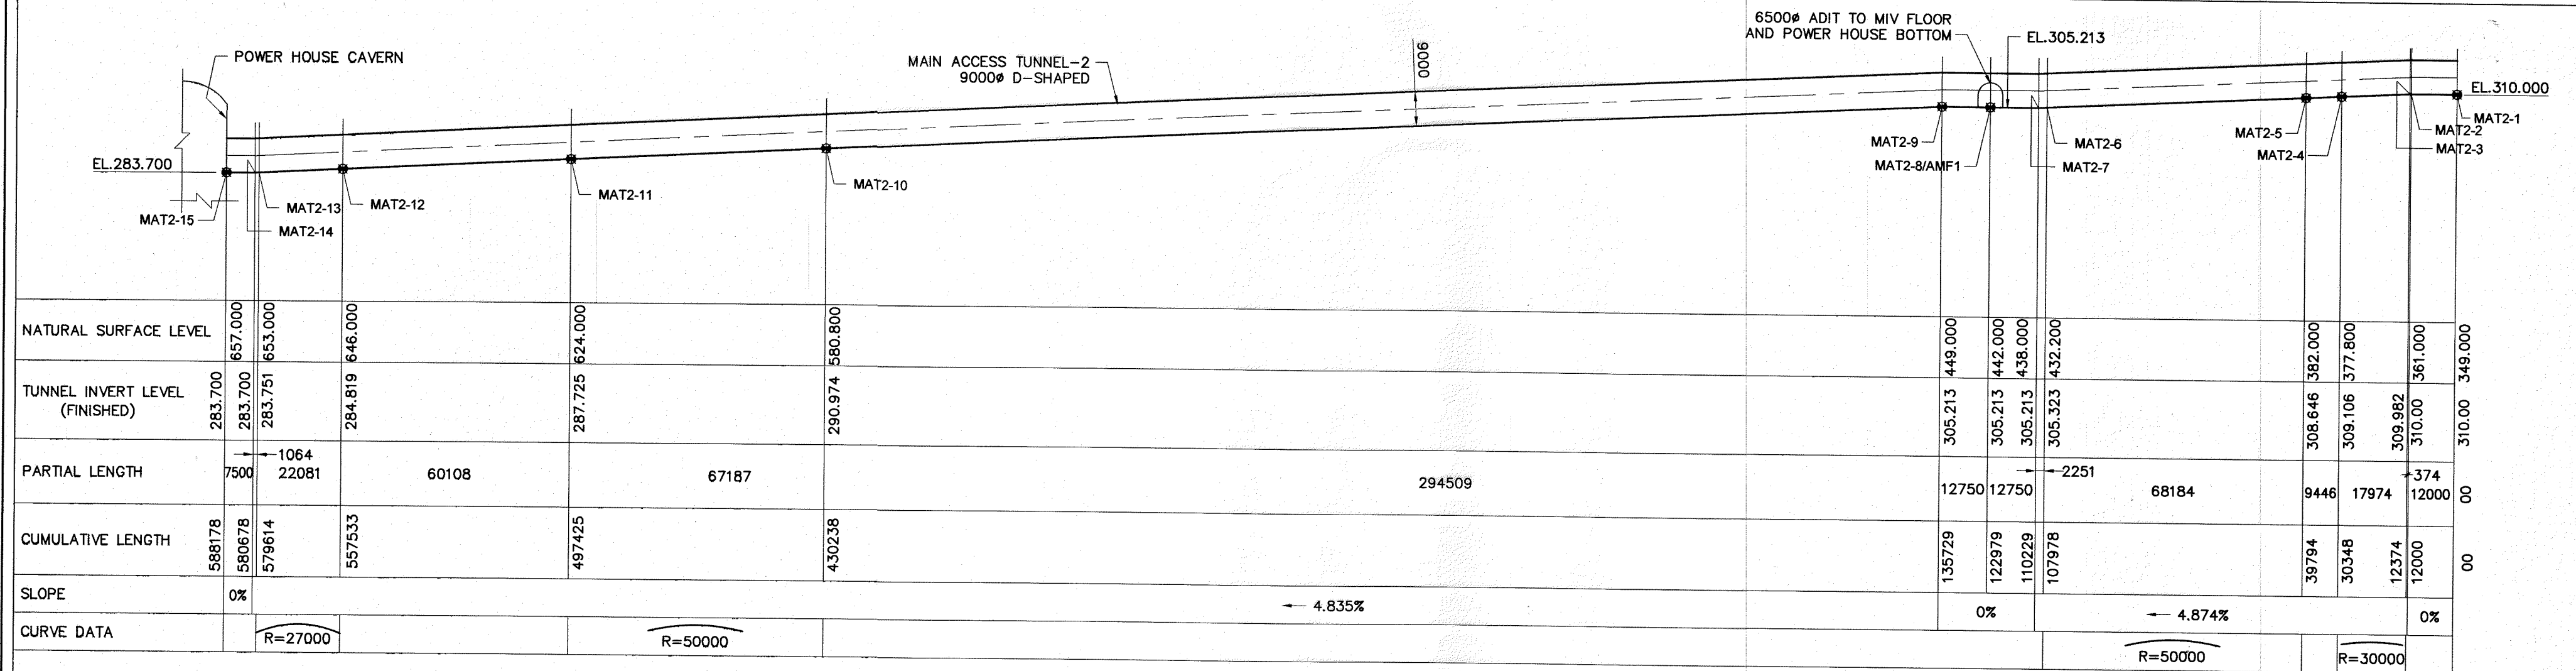 6500ø ADIT TO MIV FLOOR
AND POWER HOUSE BOTTOM
EL.305.213
POWER HOUSE CAVERN
MAIN ACCESS TUNNEL-2
9000ø D-SHAPED
9000
EL.310.000
MAT2-1
MAT2-2
MAT2-3
MAT2-5
MAT2-4
MAT2-9
MAT2-6
MAT2-8/AMF1
MAT2-7
EL.283.700
MAT2-10
MAT2-11
MAT2-12
MAT2-13
MAT2-15
MAT2-14
NATURAL SURFACE LEVEL
657.000 653.000 646.000 624.000 580.800 449.000 442.000 438.000 432.200 382.000 377.800 361.000 349.000
TUNNEL INVERT LEVEL
(FINISHED)
283.700 283.700 283.751 284.819 287.725 290.974 305.213 305.213 305.213 305.323 308.646 309.106 309.982 310.00 310.00
PARTIAL LENGTH
7500 1064 22081 60108 67187 294509 12750 12750 2251 68184 9446 17974 374 12000 00
CUMULATIVE LENGTH
588178 580678 579614 557533 497425 430238 135729 122979 110229 107978 39794 30348 12374 12000 00
SLOPE
0% 4.835% 0% 4.874% 0%
CURVE DATA
R=27000 R=50000 R=50000 R=30000